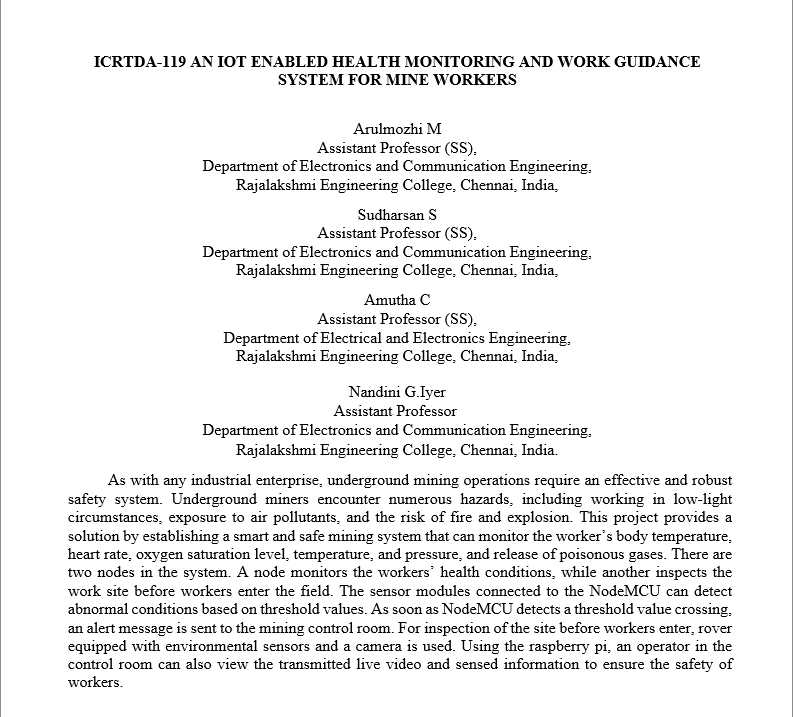 ICRTDA-119 AN IOT ENABLED HEALTH MONITORING AND WORK GUIDANCE
SYSTEM FOR MINE WORKERS
Arulmozhi M
Assistant Professor (SS),
Department of Electronics and Communication Engineering,
Rajalakshmi Engineering College, Chennai, India,
Sudharsan S
Assistant Professor (SS),
Department of Electronics and Communication Engineering,
Rajalakshmi Engineering College, Chennai, India,
Amutha C
Assistant Professor (SS),
Department of Electrical and Electronics Engineering,
Rajalakshmi Engineering College, Chennai, India,
Nandini G.Iyer
Assistant Professor
Department of Electronics and Communication Engineering,
Rajalakshmi Engineering College, Chennai, India.
As with any industrial enterprise, underground mining operations require an effective and robust
safety system. Underground miners encounter numerous hazards, including working in low-light
circumstances, exposure to air pollutants, and the risk of fire and explosion. This project provides a
solution by establishing a smart and safe mining system that can monitor the worker’s body temperature,
heart rate, oxygen saturation level, temperature, and pressure, and release of poisonous gases. There are
two nodes in the system. A node monitors the workers’ health conditions, while another inspects the
work site before workers enter the field. The sensor modules connected to the NodeMCU can detect
abnormal conditions based on threshold values. As soon as NodeMCU detects a threshold value crossing,
an alert message is sent to the mining control room. For inspection of the site before workers enter, rover
equipped with environmental sensors and a camera is used. Using the raspberry pi, an operator in the
control room can also view the transmitted live video and sensed information to ensure the safety of
workers.